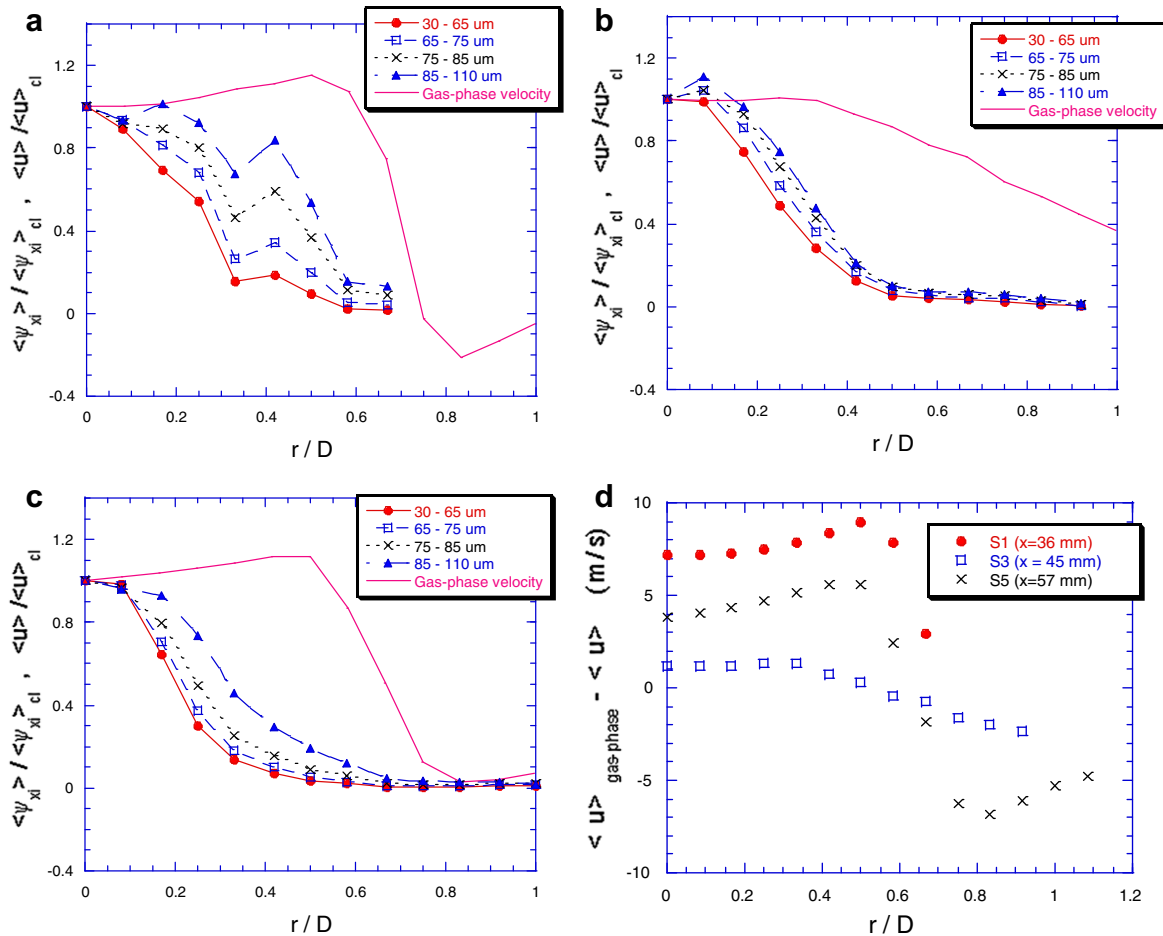 a
30 - 65 um
65 - 75 um
75 - 85 um
85 - 110 um
Gas-phase velocity
1.2
0.8
0.4
0
-0.4
0 0.2 0.4 0.6 0.8 1
r / D
<ψxi> / <ψxi>cl , <u> /<u>cl
b
30 - 65 um
65 - 75 um
75 - 85 um
85 - 110 um
Gas-phase velocity
1.2
0.8
0.4
0
-0.4
0 0.2 0.4 0.6 0.8 1
r / D
<ψxi> / <ψxi>cl , <u> /<u>cl
c
30 - 65 um
65 - 75 um
75 - 85 um
85 - 110 um
Gas-phase velocity
1.2
0.8
0.4
0
-0.4
0 0.2 0.4 0.6 0.8 1
r / D
<ψxi> / <ψxi>cl , <u> /<u>cl
d
S1 (x=36 mm)
S3 (x = 45 mm)
S5 (x=57 mm)
10
5
0
-5
-10
0 0.2 0.4 0.6 0.8 1 1.2
r / D
< u> gas-phase - < u> (m / s)